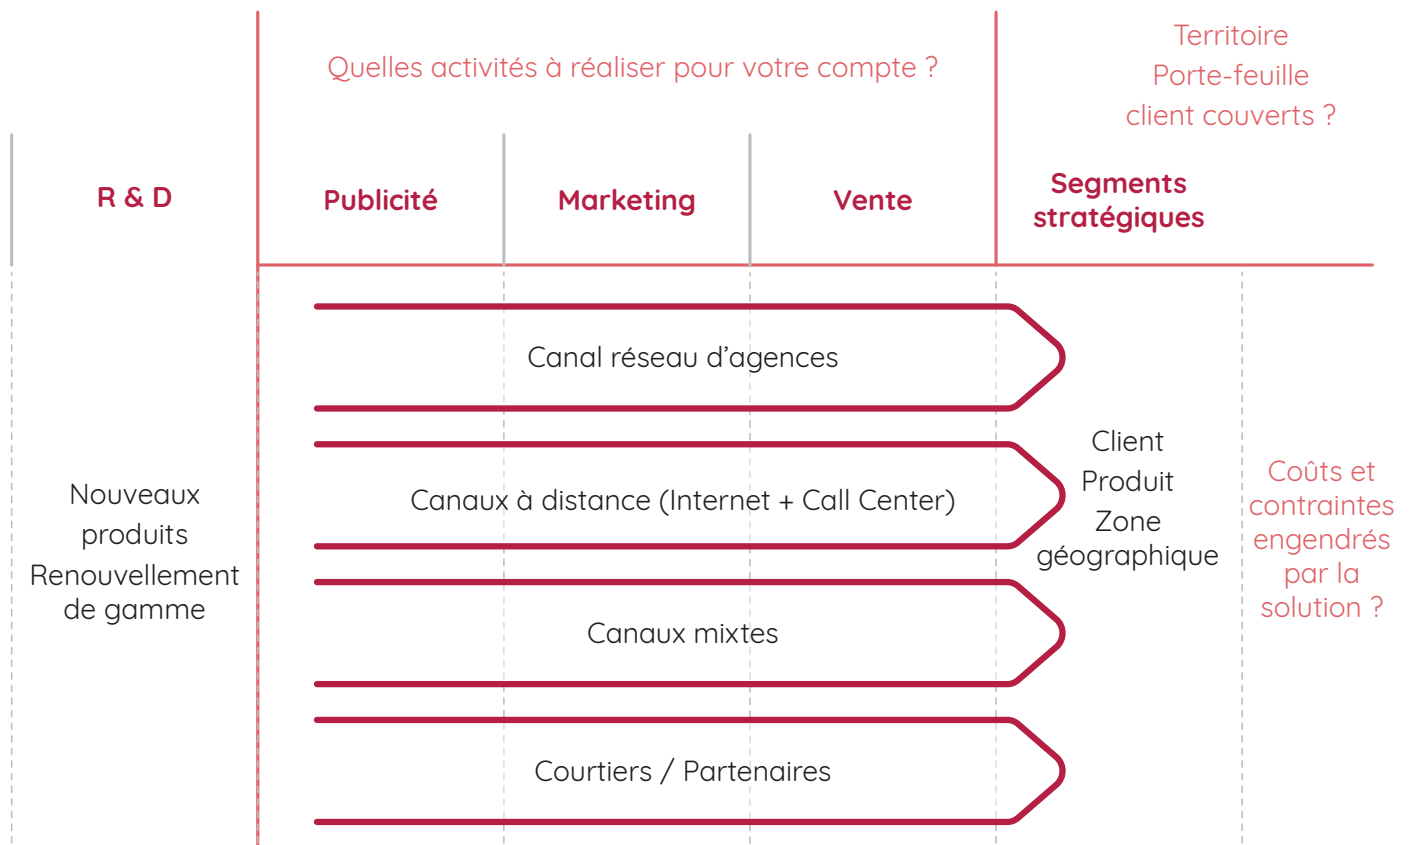 Quelles activités à réaliser pour votre compte ?
Territoire
Porte-feuille
client couverts ?
R & D
Publicité
Marketing
Vente
Segments
stratégiques
Nouveaux
produits
Renouvellement
de gamme
Canal réseau d’agences
Canaux à distance (Internet + Call Center)
Canaux mixtes
Courtiers / Partenaires
Client
Produit
Zone
géographique
Coûts et
contraintes
engendrés
par la
solution ?